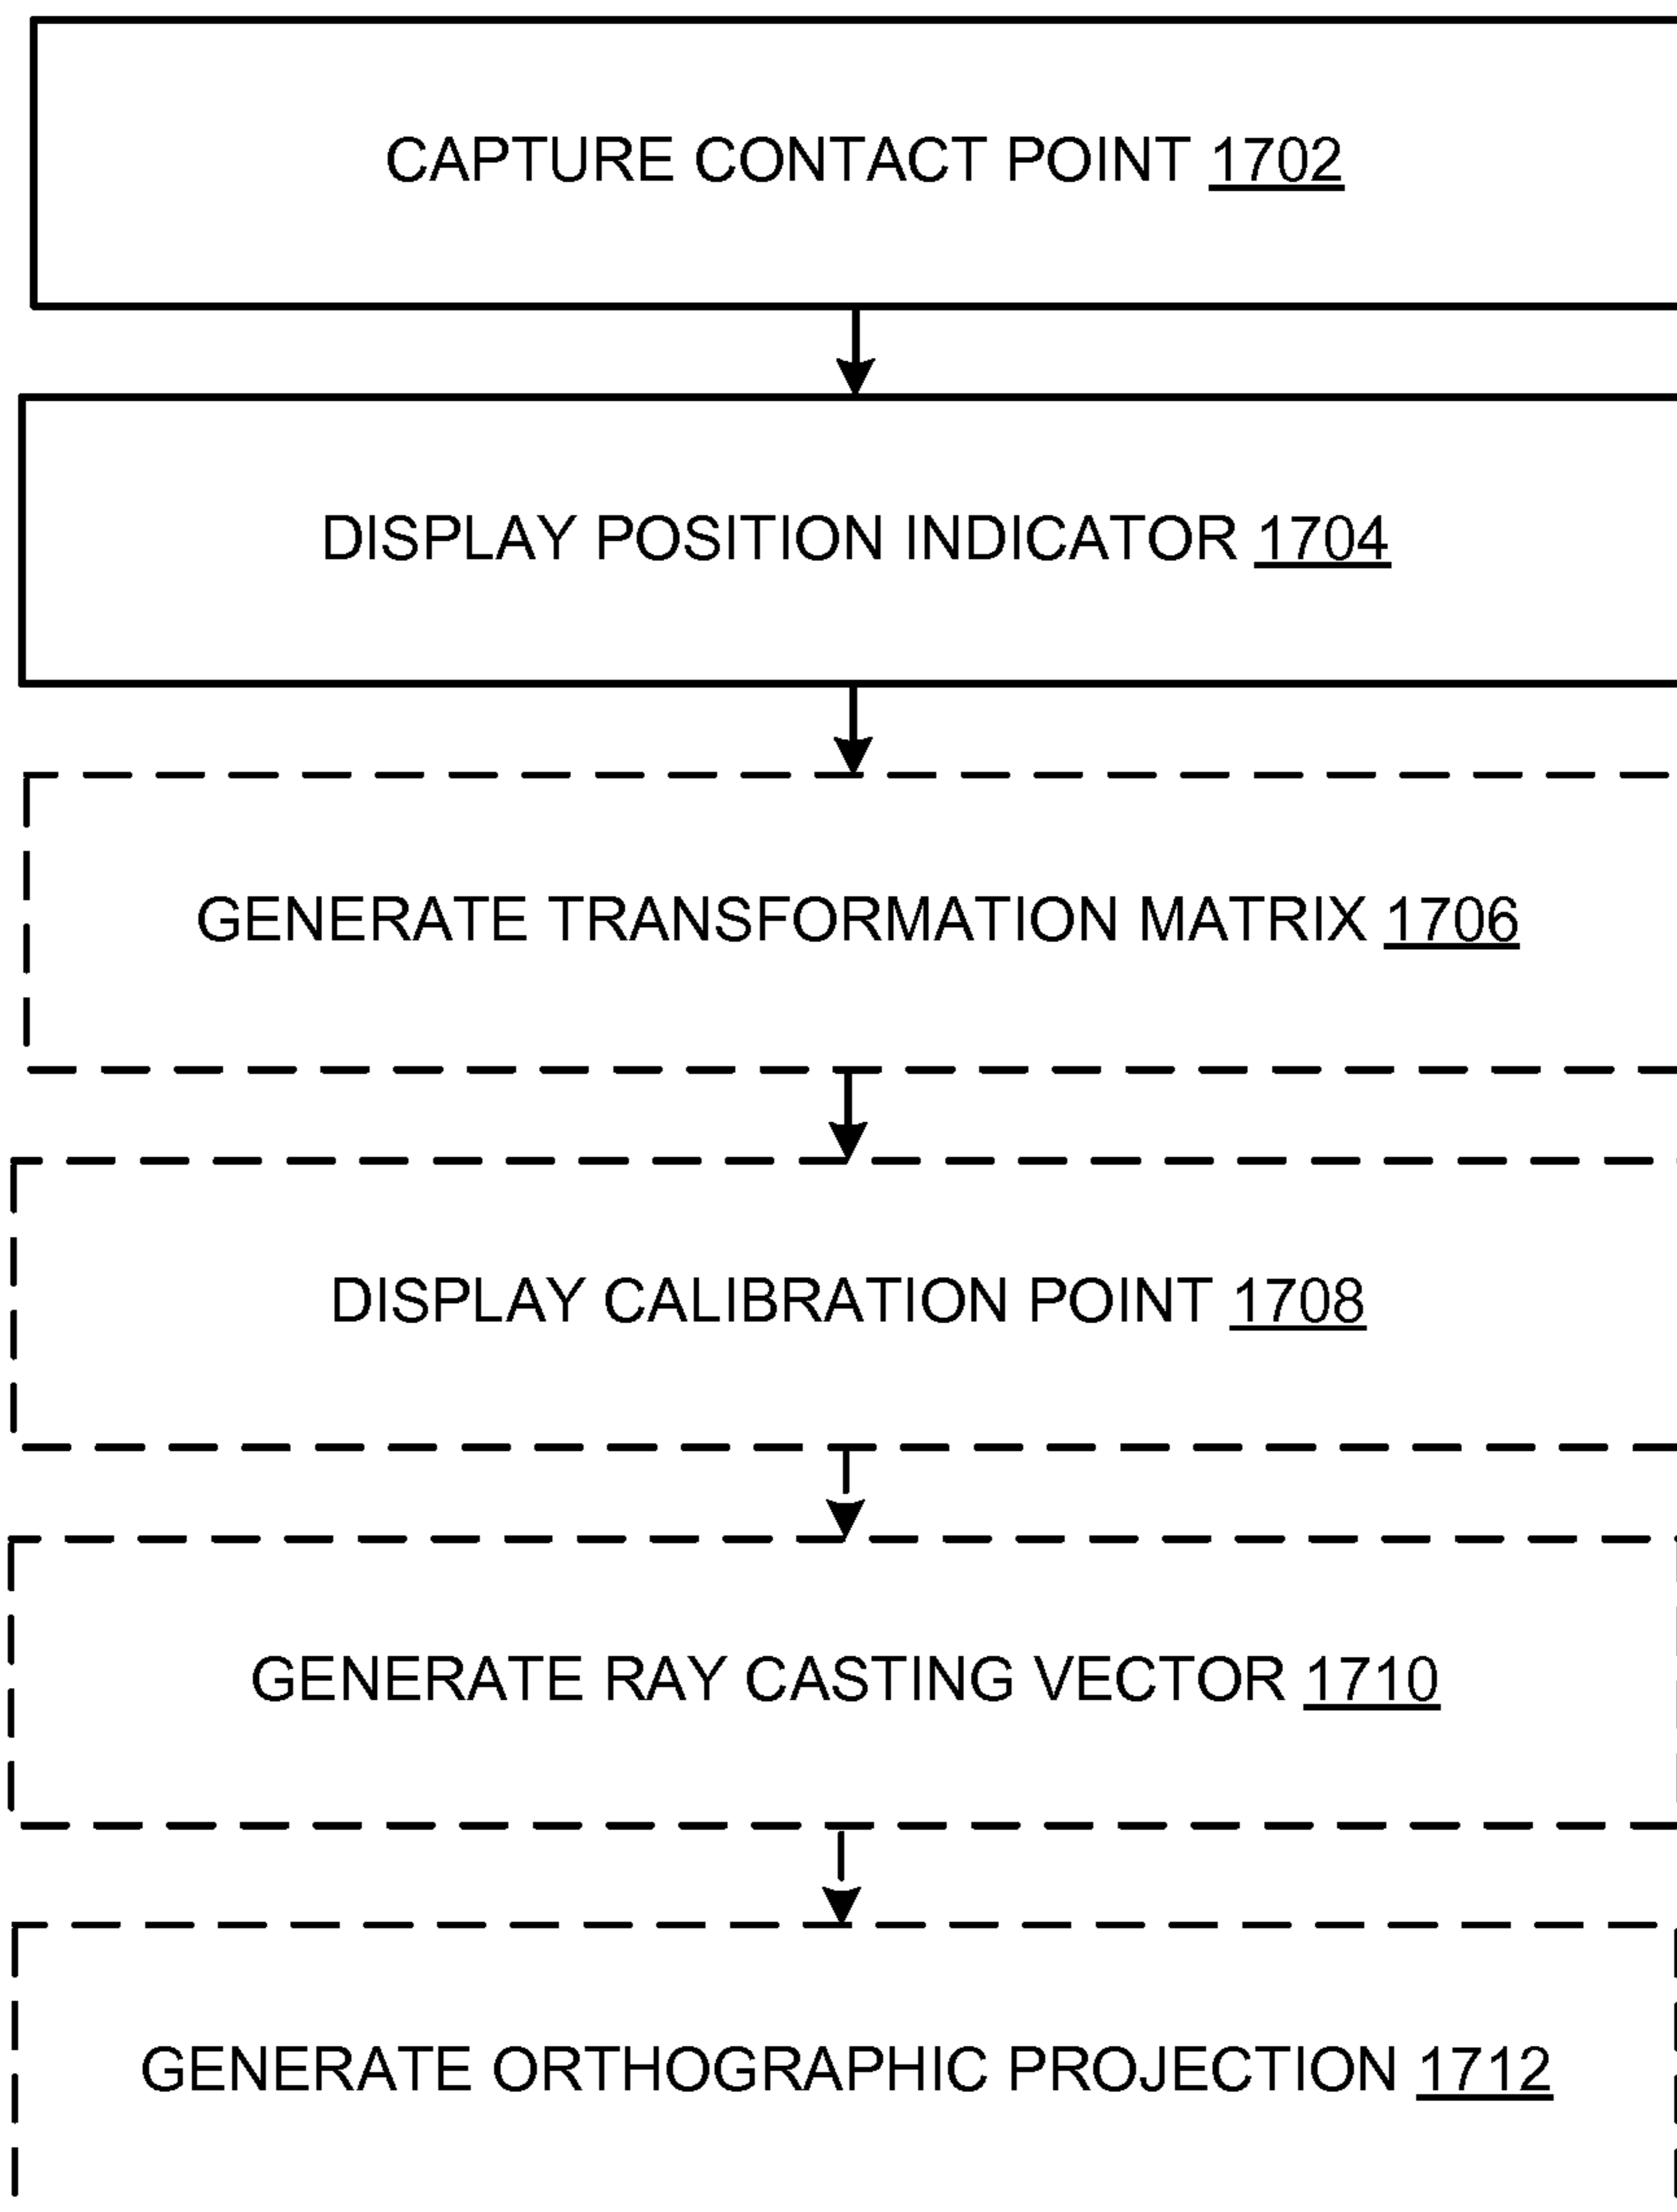 CAPTURE CONTACT POINT 1702
DISPLAY POSITION INDICATOR 1704
GENERATE TRANSFORMATION MATRIX 1706
DISPLAY CALIBRATION POINT 1708
GENERATE RAY CASTING VECTOR 1710
GENERATE ORTHOGRAPHIC PROJECTION 1712